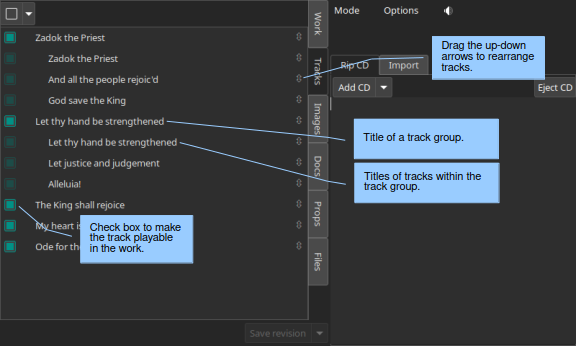 Mode Options
Work
Zadok the Priest
Zadok the Priest
And all the people rejoic'd
God save the King
Let thy hand be strengthened
Let thy hand be strengthened
Let justice and judgement
Alleluia!
The King shall rejoice
My heart is
Ode for the
Check box to make
the track playable
in the work.
Tracks
Images
Docs
Props
Files
Save revision
Drag the up-down
arrows to rearrange
tracks.
Rip CD Import
Add CD Eject CD
Title of a track group.
Titles of tracks within the
track group.